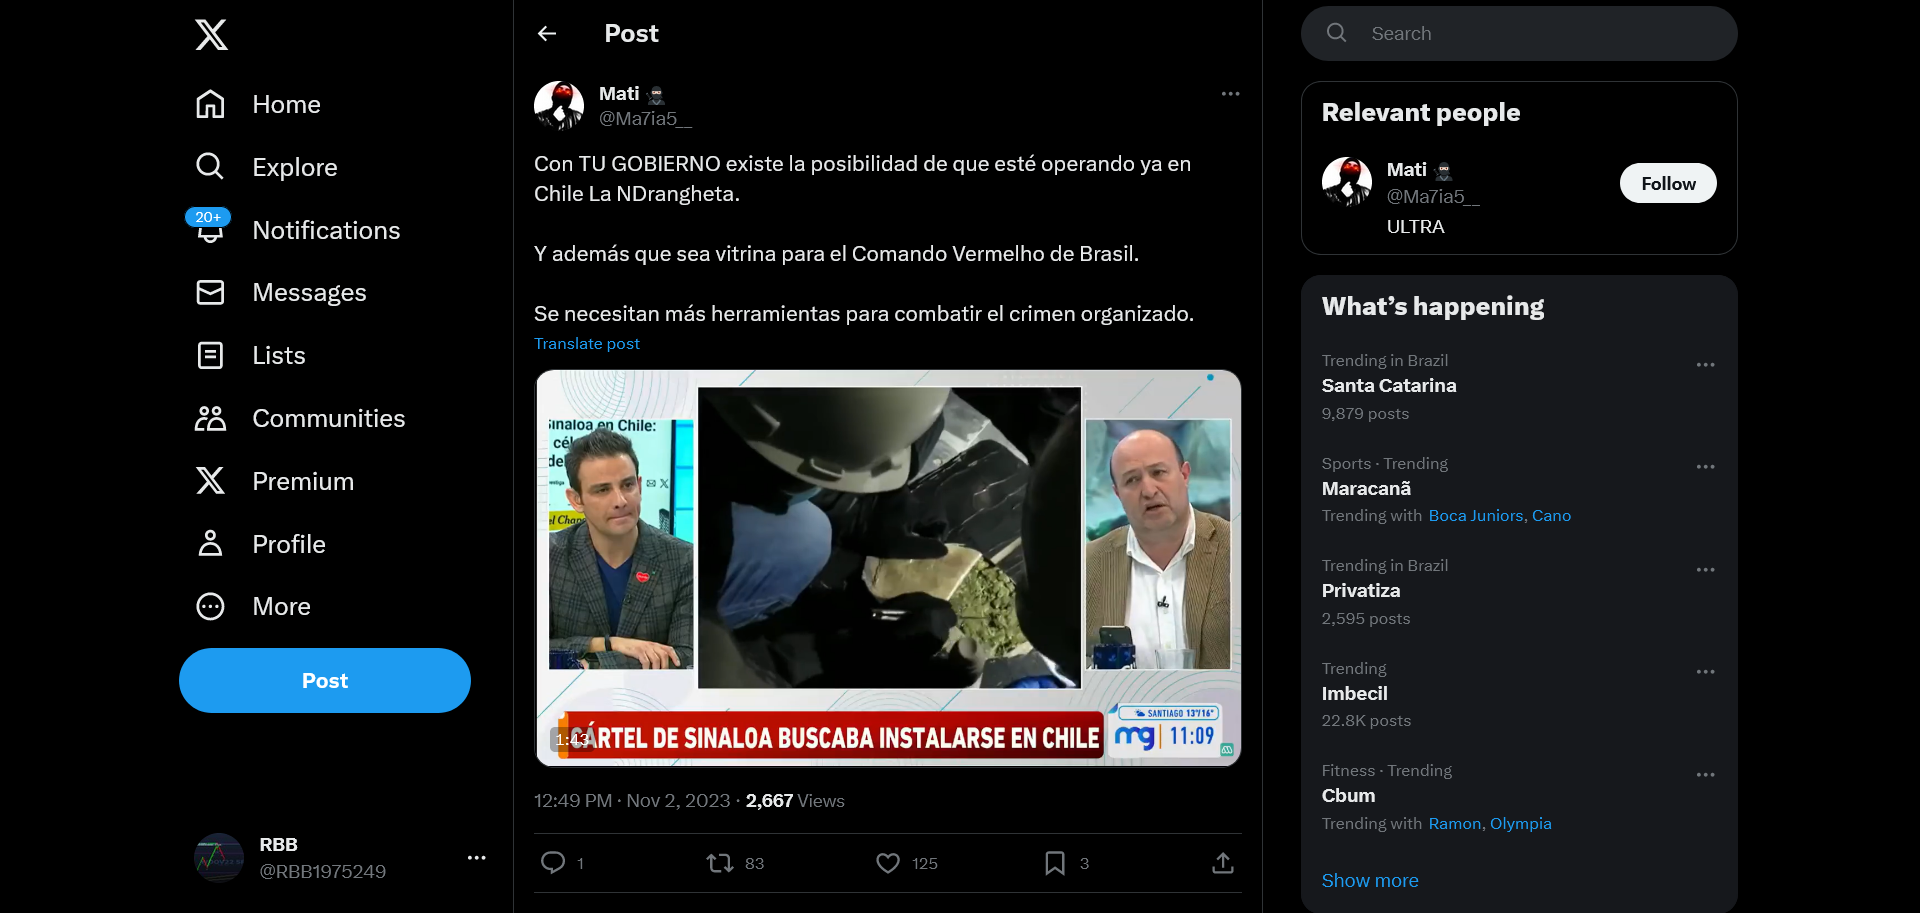 Home
Explore
20+
Notifications
Messages
Lists
Communities
Premium
Profile
More
Post
RBB
@RBB1975249
Post
Mati
@Ma7ia5__
Con TU GOBIERNO existe la posibilidad de que esté operando ya en
Chile La NDrangheta.
Y además que sea vitrina para el Comando Vermelho de Brasil.
Se necesitan más herramientas para combatir el crimen organizado.
Translate post
Sinaloa en Chile:
cél
de
el Chapo
CÁRTEL DE SINALOA BUSCABA INSTALARSE EN CHILE
1:43
SANTIAGO 13°/16°
mg 11:09
12:49 PM · Nov 2, 2023 · 2,667 Views
1
83
125
3
Search
Relevant people
Mati
@Ma7ia5__
Follow
ULTRA
What's happening
Trending in Brazil
Santa Catarina
9,879 posts
Sports · Trending
Maracanã
Trending with Boca Juniors, Cano
Trending in Brazil
Privatiza
2,595 posts
Trending
Imbecil
22.8K posts
Fitness · Trending
Cbum
Trending with Ramon, Olympia
Show more